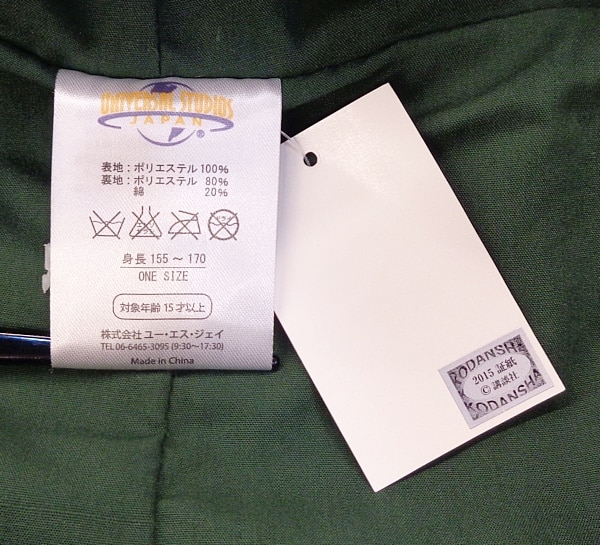 UNIVERSAL STUDIOS
JAPAN
®
表地：ポリエステル 100%
裏地：ポリエステル 80%
綿 20%
身長 155 ～ 170
ONE SIZE
対象年齢 15才以上
株式会社 ユー・エス・ジェイ
TEL 06-6465-3095 (9:30～17:30)
Made in China
KODANSHA
2015 証紙
©講談社
KODANSHA